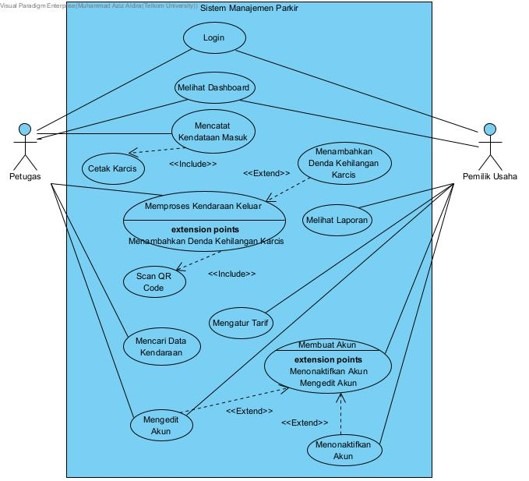 Visual Paradigm Enterprise(Muhammad Aziz Ardira(Telkom University))
Sistem Manajemen Parkir
Login
Melihat Dashboard
Mencatat
Kendataan Masuk
<<Include>>
Cetak Karcis
Menambahkan
Denda Kehilangan
Karcis
<<Extend>>
Petugas
Pemilik Usaha
Memproses Kendaraan Keluar
extension points
Menambahkan Denda Kehilangan Karcis
Melihat Laporan
<<Include>>
Scan QR
Code
Mengatur Tarif
Mencari Data
Kendaraan
Membuat Akun
extension points
Menonaktifkan Akun
Mengedit Akun
<<Extend>>
Mengedit
Akun
<<Extend>>
Menonaktifkan
Akun